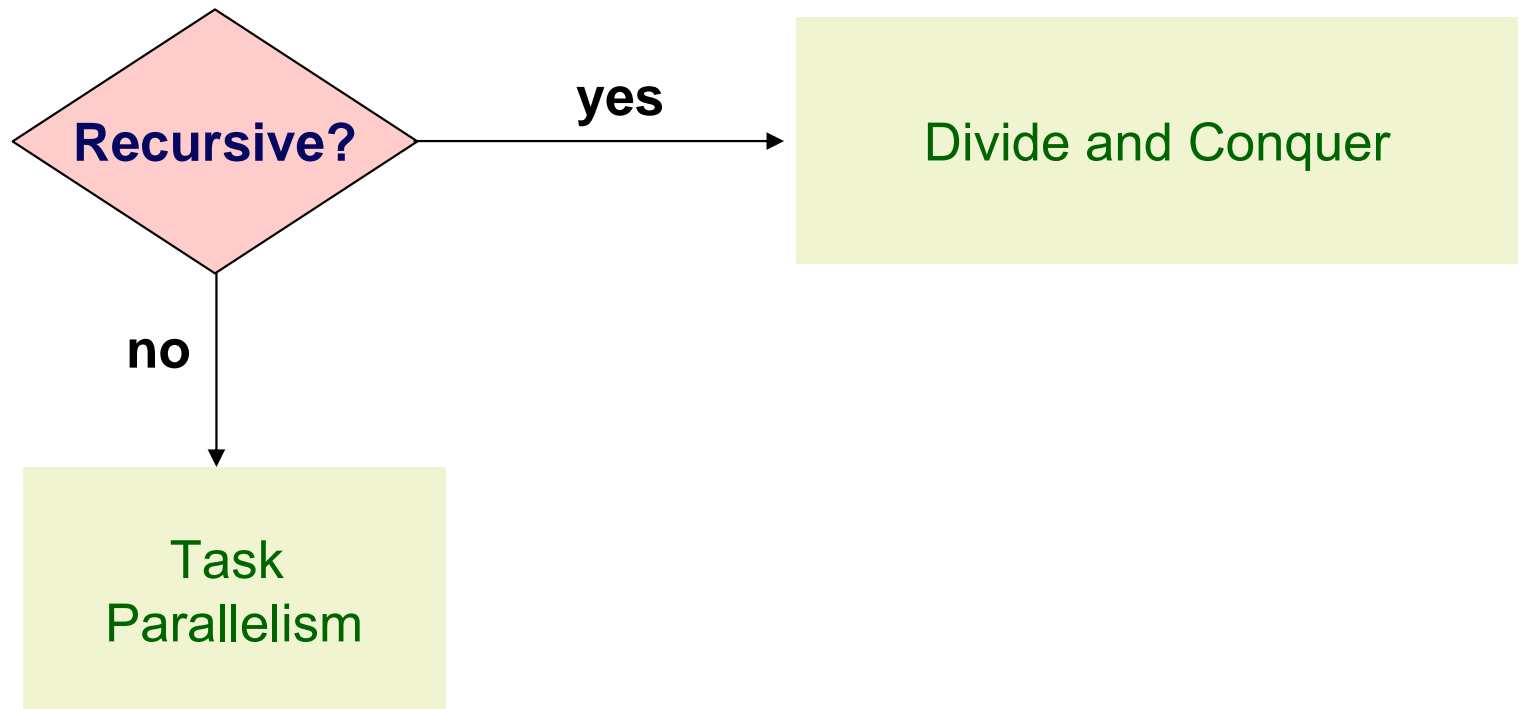 yes
Recursive?
Divide and Conquer
no
Task
Parallelism